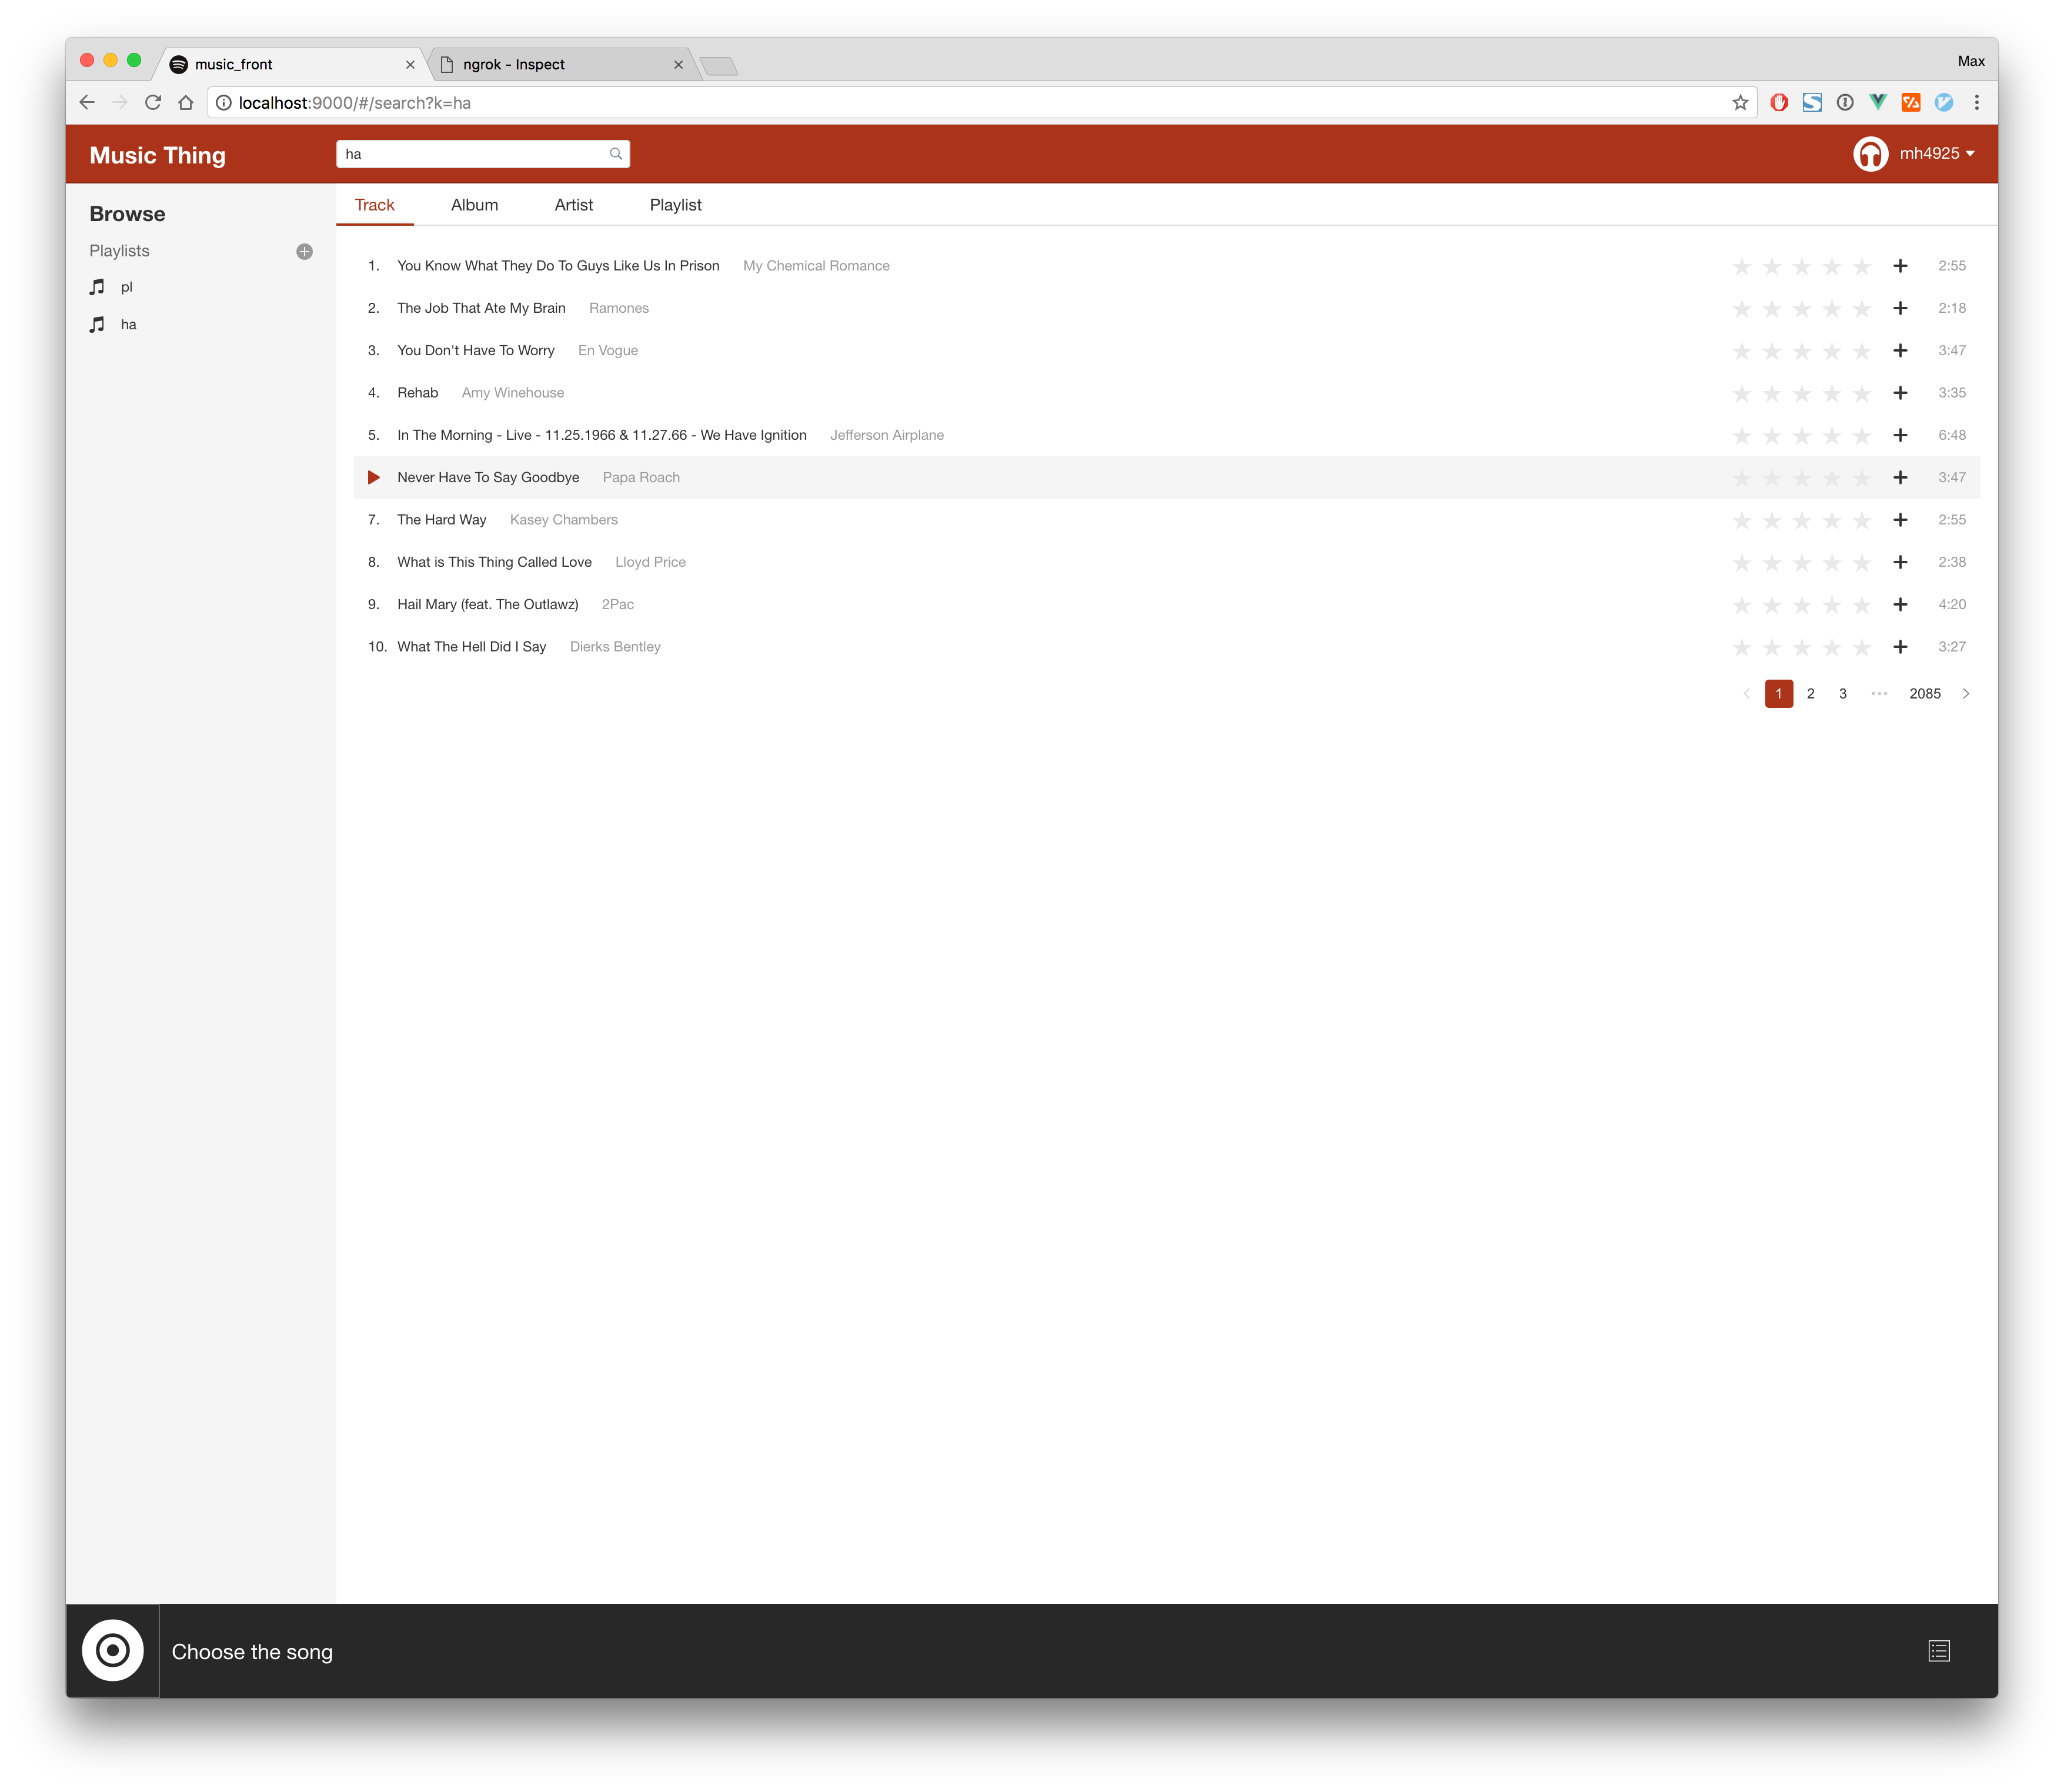 music_front
ngrok - Inspect
Max
localhost:9000/#/search?k=ha
Music Thing
ha
mh4925
Browse
Playlists
pl
ha
Track Album Artist Playlist
1. You Know What They Do To Guys Like Us In Prison My Chemical Romance 2:55
2. The Job That Ate My Brain Ramones 2:18
3. You Don't Have To Worry En Vogue 3:47
4. Rehab Amy Winehouse 3:35
5. In The Morning - Live - 11.25.1966 & 11.27.66 - We Have Ignition Jefferson Airplane 6:48
Never Have To Say Goodbye Papa Roach 3:47
7. The Hard Way Kasey Chambers 2:55
8. What is This Thing Called Love Lloyd Price 2:38
9. Hail Mary (feat. The Outlawz) 2Pac 4:20
10. What The Hell Did I Say Dierks Bentley 3:27
1 2 3 ••• 2085
Choose the song